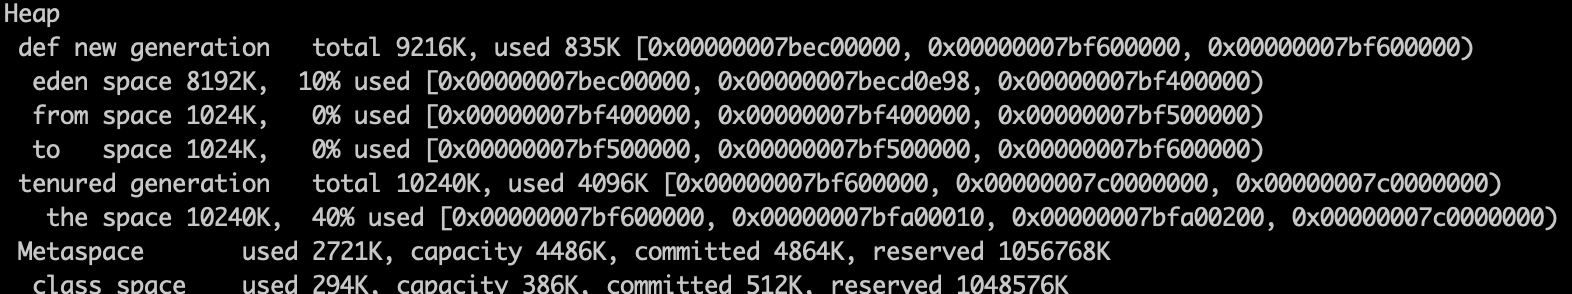 Heap
 def new generation   total 9216K, used 835K [0x00000007bec00000, 0x00000007bf600000, 0x00000007bf600000)
  eden space 8192K,  10% used [0x00000007bec00000, 0x00000007becd0e98, 0x00000007bf400000)
  from space 1024K,   0% used [0x00000007bf400000, 0x00000007bf400000, 0x00000007bf500000)
  to   space 1024K,   0% used [0x00000007bf500000, 0x00000007bf500000, 0x00000007bf600000)
 tenured generation   total 10240K, used 4096K [0x00000007bf600000, 0x00000007c0000000, 0x00000007c0000000)
   the space 10240K,  40% used [0x00000007bf600000, 0x00000007bfa00010, 0x00000007bfa00200, 0x00000007c0000000)
 Metaspace       used 2721K, capacity 4486K, committed 4864K, reserved 1056768K
  class space    used 294K, capacity 386K, committed 512K, reserved 1048576K